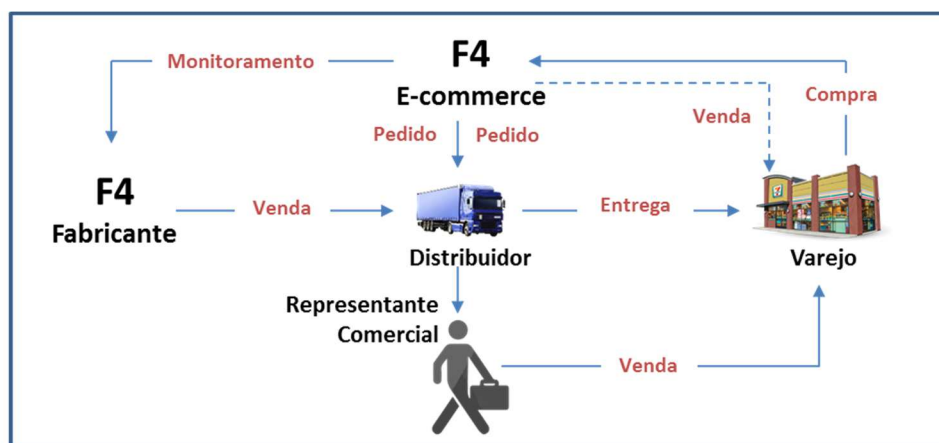 F4
E-commerce
Monitoramento
Compra
Venda
Pedido Pedido
F4
Fabricante
Venda
Entrega
Distribuidor
Varejo
Representante
Comercial
Venda